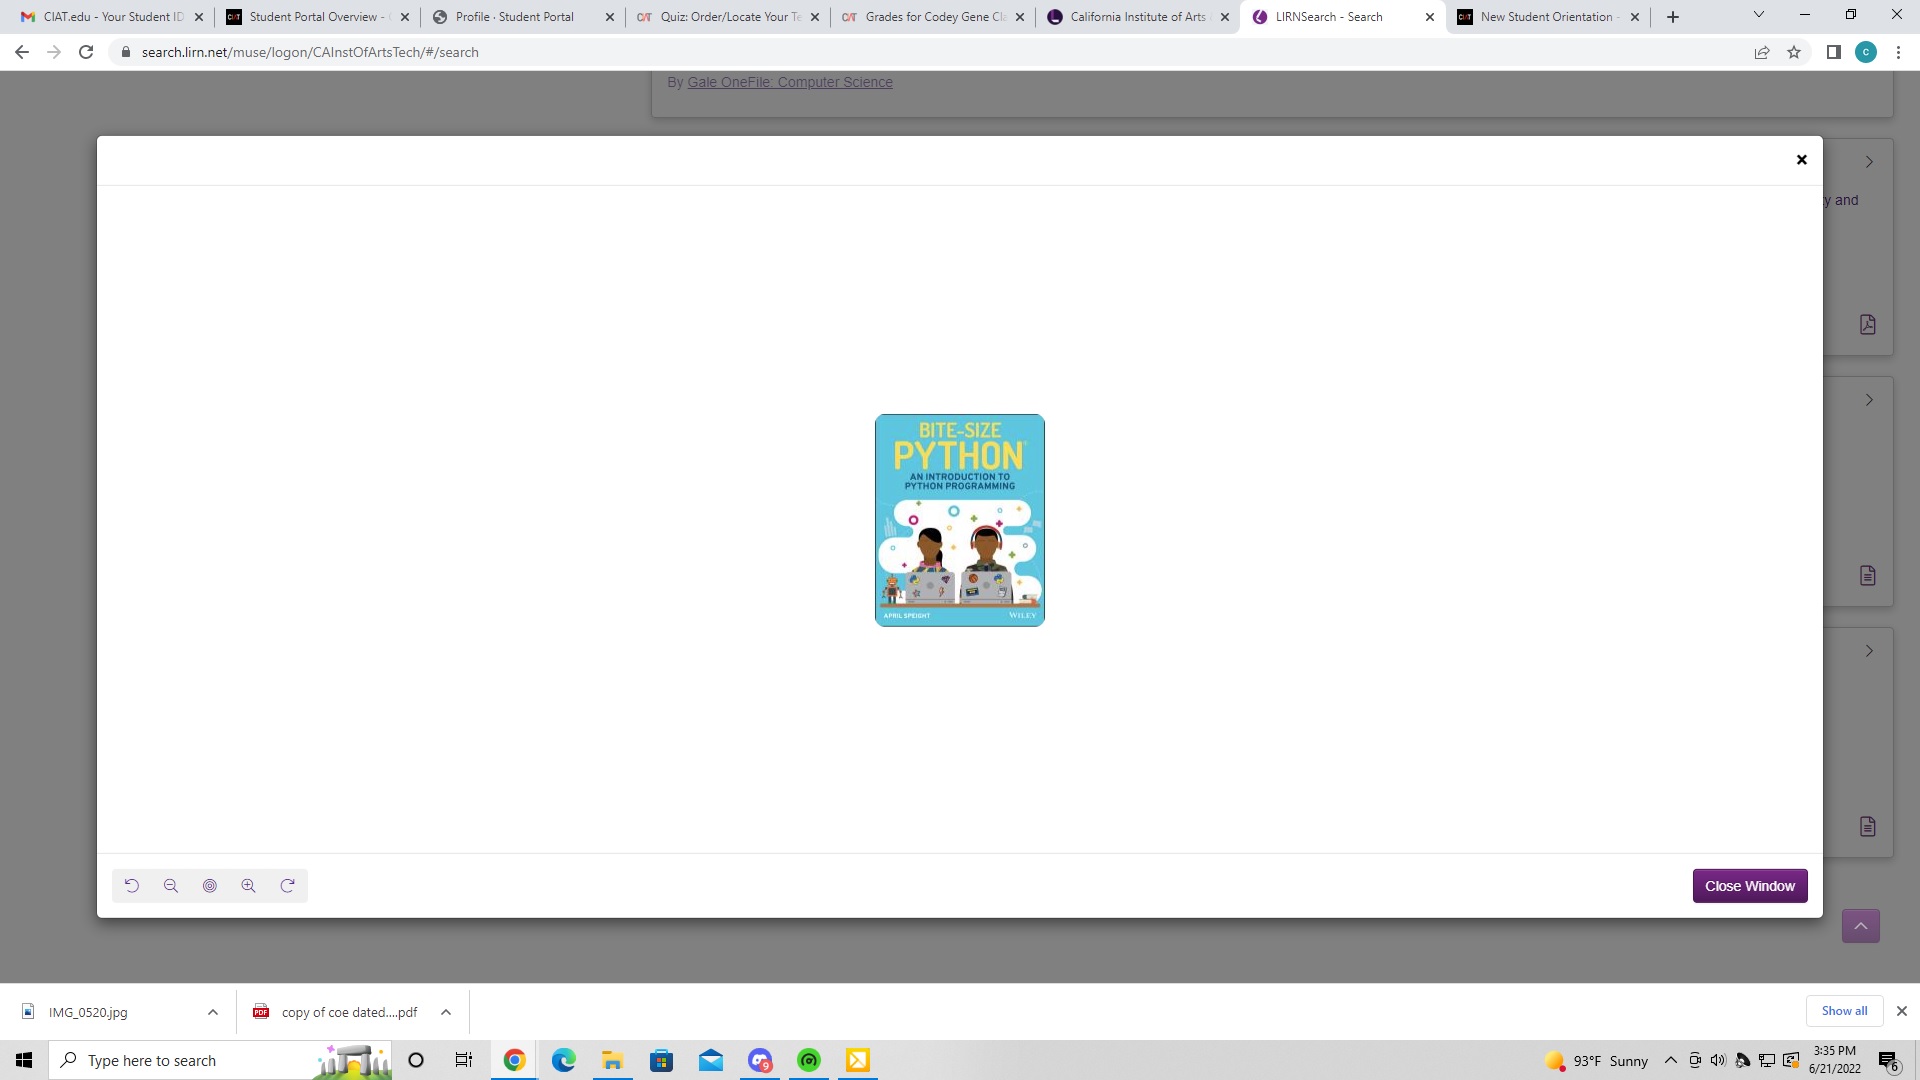 CIAT.edu - Your Student ID
Student Portal Overview -
Profile · Student Portal
Quiz: Order/Locate Your Te
Grades for Codey Gene Cl
California Institute of Arts
LIRNSearch - Search
New Student Orientation -
search.lirn.net/muse/logon/CAInstOfArtsTech/#/search
c
By Gale OneFile: Computer Science
y and
BITE-SIZE
PYTHON
AN INTRODUCTION TO
PYTHON PROGRAMMING
APRIL SPEIGHT
WILEY
Close Window
IMG_0520.jpg
PDF
copy of coe dated....pdf
Show all
Type here to search
9
93°F Sunny
3:35 PM
6/21/2022
6